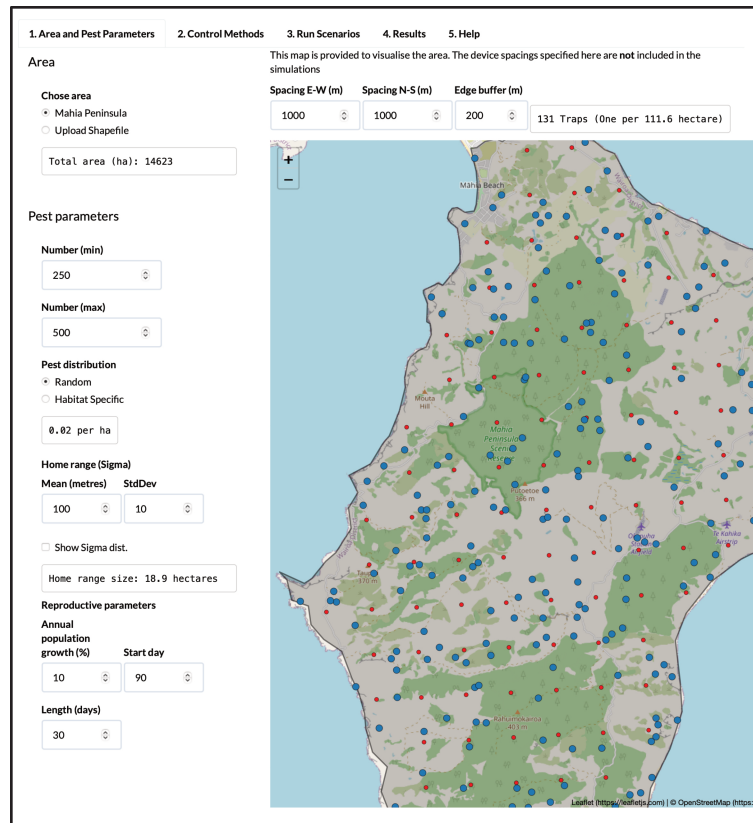 1. Area and Pest Parameters 2. Control Methods 3. Run Scenarios 4. Results 5. Help
Area
Chose area
Mahia Peninsula
Upload Shapefile
Total area (ha): 14623
Pest parameters
Number (min)
250
Number (max)
500
Pest distribution
Random
Habitat Specific
0.02 per ha
Home range (Sigma)
Mean (metres) StdDev
100 10
Show Sigma dist.
Home range size: 18.9 hectares
Reproductive parameters
Annual
population
growth (%) Start day
10 90
Length (days)
30
This map is provided to visualise the area. The device spacings specified here are not included in the
simulations
Spacing E-W (m) Spacing N-S (m) Edge buffer (m)
1000 1000 200 131 Traps (One per 111.6 hectare)
+
−
Māhia Beach
Mouta
Hill
Mahia
Peninsula
Scenic
Reserve
Te Kahika
Airstrip
170 m
Rahuimokairoa
Leaflet (https://leafletjs.com) | © OpenStreetMap (https: